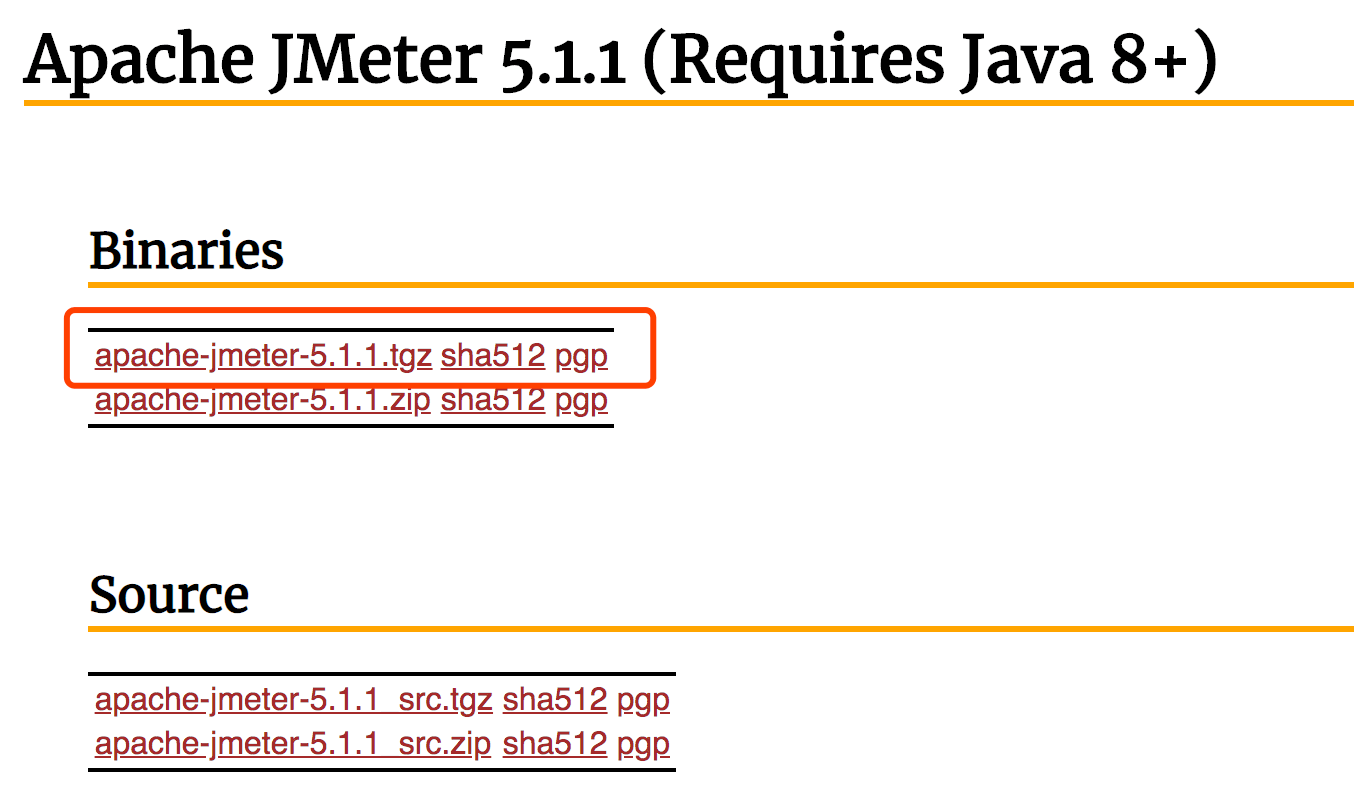 Apache JMeter 5.1.1 (Requires Java 8+)
Binaries
apache-jmeter-5.1.1.tgz sha512 pgp
apache-jmeter-5.1.1.zip sha512 pgp
Source
apache-jmeter-5.1.1_src.tgz sha512 pgp
apache-jmeter-5.1.1_src.zip sha512 pgp